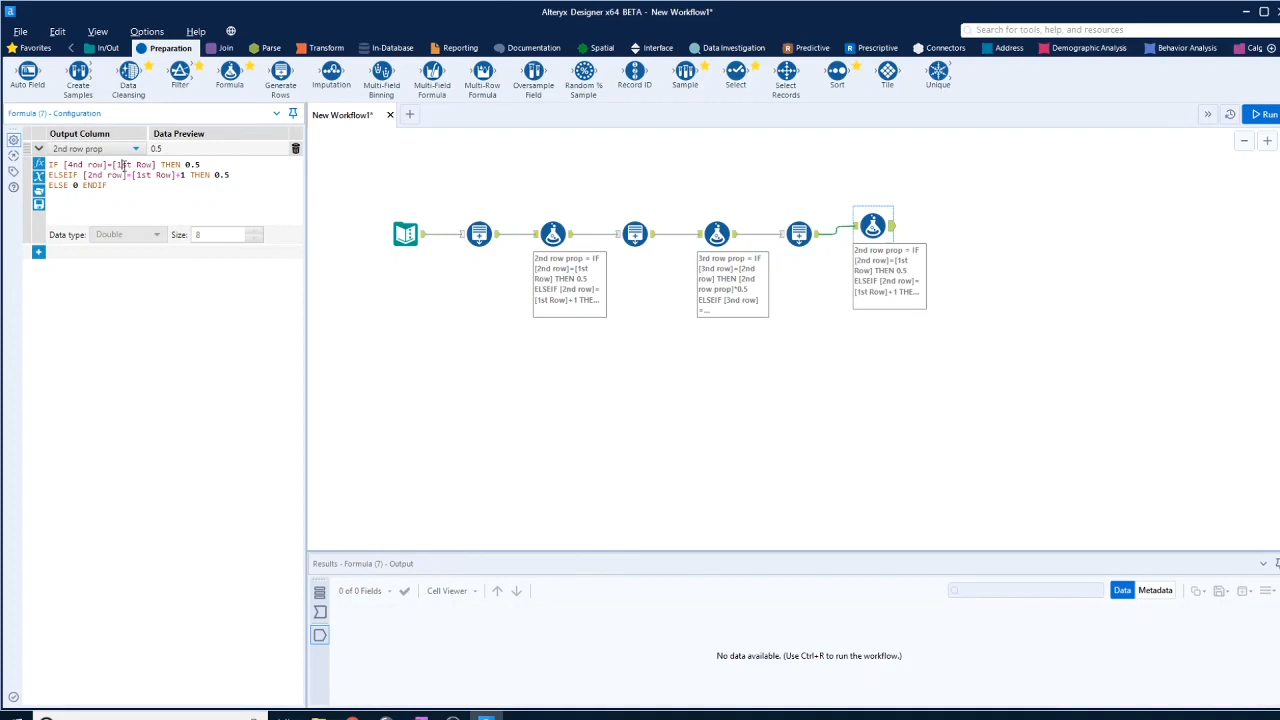 Alteryx Designer x64 BETA - New Workflow1*
File Edit View Options Help
Search for tools, help, and resources
Favorites In/Out Preparation Join Parse Transform In-Database Reporting Documentation Spatial Interface Data Investigation Predictive Prescriptive Connectors Address Demographic Analysis Behavior Analysis Calg
Auto Field Create Samples Data Cleansing Filter Formula Generate Rows Imputation Multi-Field Binning Multi-Field Formula Multi-Row Formula Oversample Field Random % Sample Record ID Sample Select Select Records Sort Tile Unique
Formula (7) - Configuration
New Workflow1*
Run
Output Column Data Preview
2nd row prop 0.5
IF [4nd row]=[1st Row] THEN 0.5
ELSEIF [2nd row]=[1st Row]+1 THEN 0.5
ELSE 0 ENDIF
Data type: Double Size: 8
2nd row prop = IF
[2nd row]=[1st
Row] THEN 0.5
ELSEIF [2nd row]=
[1st Row]+1 THE...
3rd row prop = IF
[3rd row]=[2nd
row] THEN [2nd
row prop]*0.5
ELSEIF [3rd row]
=...
2nd row prop = IF
[2nd row]=[1st
Row] THEN 0.5
ELSEIF [2nd row]=
[1st Row]+1 THE...
Results - Formula (7) - Output
0 of 0 Fields Cell Viewer Data Metadata
No data available. (Use Ctrl+R to run the workflow.)